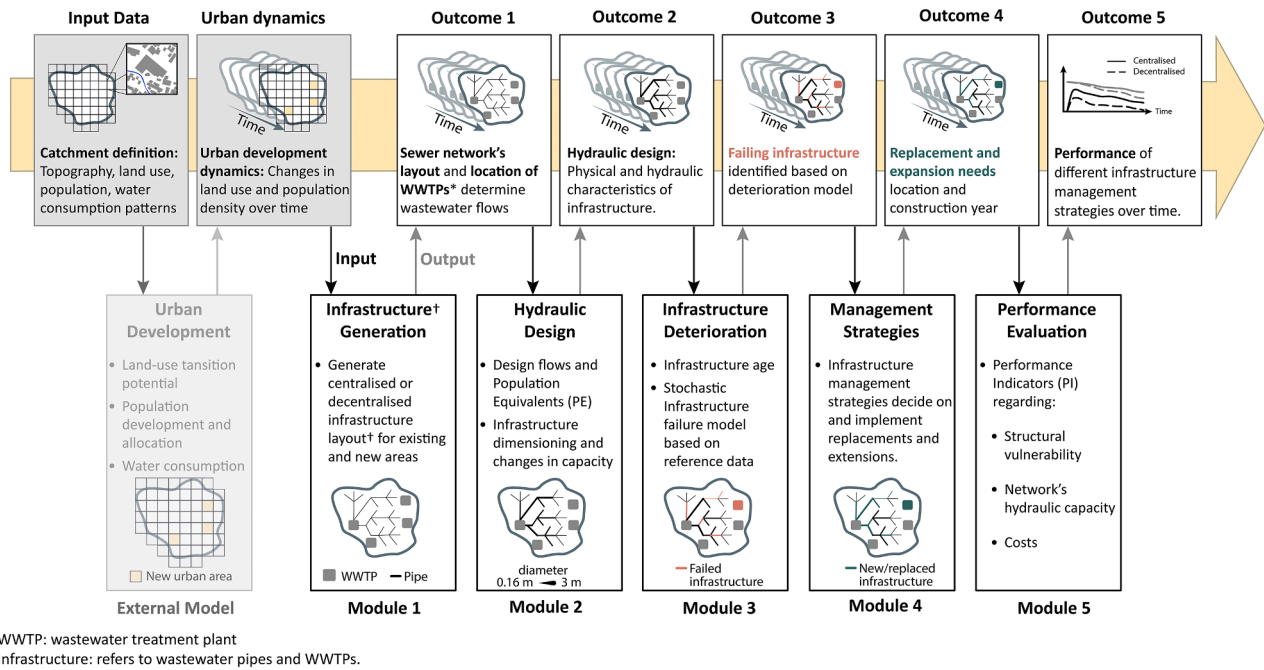 Input Data
Urban dynamics
Outcome 1
Outcome 2
Outcome 3
Outcome 4
Outcome 5
Time
Catchment definition:
Topography, land use,
population, water
consumption patterns
Time
Urban development
dynamics: Changes in
land use and population
density over time
Time
Sewer network's
layout and location of
WWTPs* determine
wastewater flows
Time
Hydraulic design:
Physical and hydraulic
characteristics of
infrastructure.
Time
Failing infrastructure
identified based on
deterioration model
Time
Replacement and
expansion needs
location and
construction year
Centralised
Decentralised
Performance of
different infrastructure
management
strategies over time.
Input
Output
Urban
Development
• Land-use tansition
potential
• Population
development and
allocation
• Water consumption
New urban area
External Model
Infrastructure†
Generation
• Generate
centralised or
decentralised
infrastructure
layout† for existing
and new areas
WWTP
Pipe
Module 1
Hydraulic
Design
• Design flows and
Population
Equivalents (PE)
• Infrastructure
dimensioning and
changes in capacity
diameter
0.16 m
3 m
Module 2
Infrastructure
Deterioration
• Infrastructure age
• Stochastic
Infrastructure
failure model
based on
reference data
Failed
infrastructure
Module 3
Management
Strategies
• Infrastructure
management
strategies decide on
and implement
replacements and
extensions.
New/replaced
infrastructure
Module 4
Performance
Evaluation
• Performance
Indicators (PI)
regarding:
• Structural
vulnerability
• Network's
hydraulic capacity
• Costs
Module 5
WWTP: wastewater treatment plant
nfrastructure: refers to wastewater pipes and WWTPs.